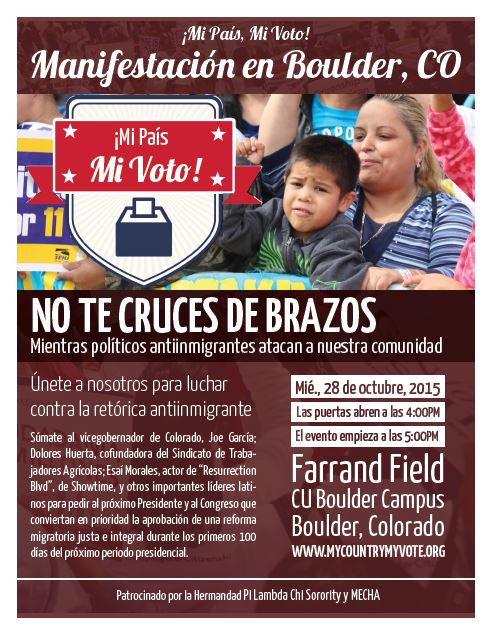 ¡Mi País, Mi Voto!
Manifestación en Boulder, CO
¡Mi País
Mi Voto!
11
SEIU
NO TE CRUCES DE BRAZOS
Mientras políticos antiinmigrantes atacan a nuestra comunidad
Únete a nosotros para luchar
contra la retórica antiinmigrante
Súmate al vicegobernador de Colorado, Joe García;
Dolores Huerta, cofundadora del Sindicato de Traba-
jadores Agrícolas; Esaí Morales, actor de “Resurrection
Blvd”, de Showtime, y otros importantes líderes lati-
nos para pedir al próximo Presidente y al Congreso que
conviertan en prioridad la aprobación de una reforma
migratoria justa e integral durante los primeros 100
días del próximo periodo presidencial.
Mié., 28 de octubre, 2015
Las puertas abren a las 4:00PM
El evento empieza a las 5:00PM
Farrand Field
CU Boulder Campus
Boulder, Colorado
WWW.MYCOUNTRYMYVOTE.ORG
Patrocinado por la Hermandad Pi Lambda Chi Sorority y MECHA